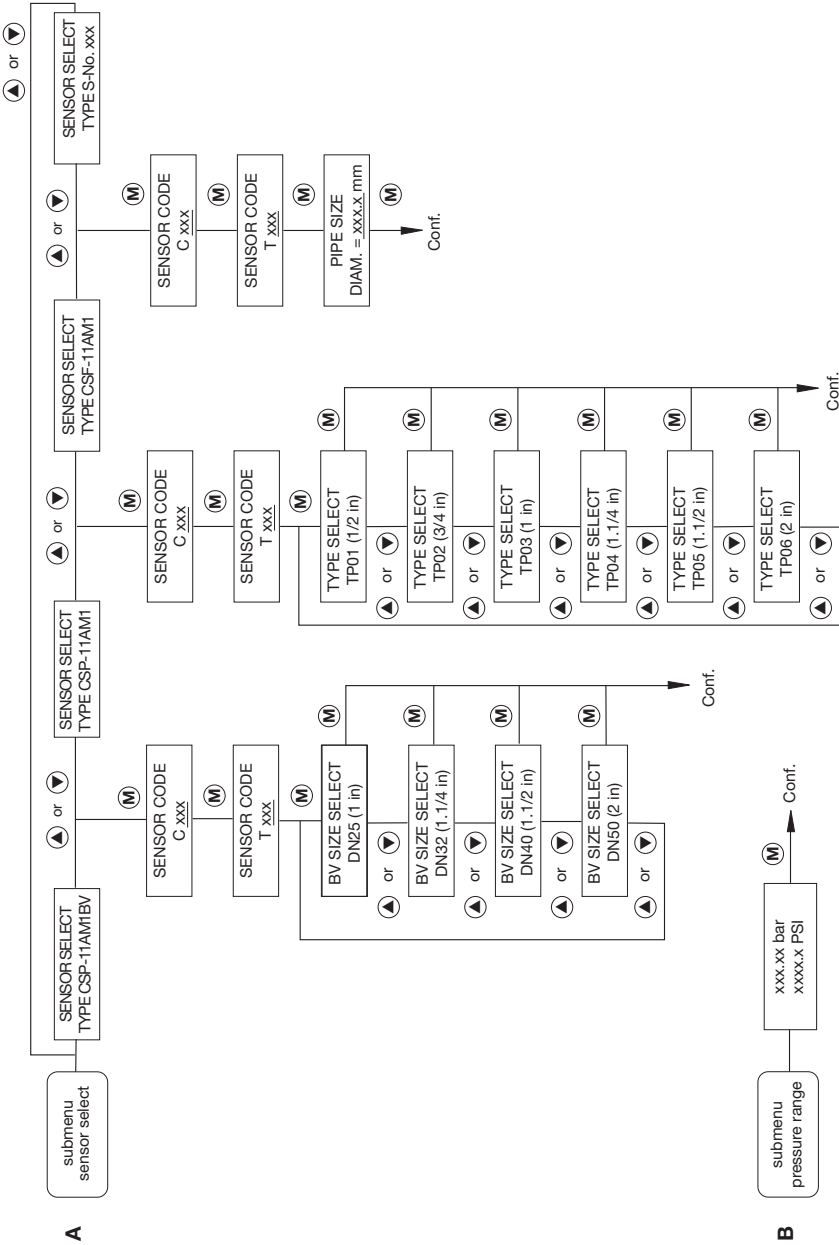 A
submenu
sensor select
▲ or ▼
SENSOR SELECT
TYPE CSP-11AM1BV
▲ or ▼
SENSOR SELECT
TYPE CSP-11AM1
▲ or ▼
SENSOR SELECT
TYPE CSF-11AM1
▲ or ▼
SENSOR SELECT
TYPE S-No. xxx
M
SENSOR CODE
C xxx
M
SENSOR CODE
T xxx
M
BV SIZE SELECT
DN25 (1 in)
M
▲ or ▼
BV SIZE SELECT
DN32 (1.1/4 in)
M
▲ or ▼
BV SIZE SELECT
DN40 (1.1/2 in)
M
▲ or ▼
BV SIZE SELECT
DN50 (2 in)
M
▲ or ▼
Conf.
M
SENSOR CODE
C xxx
M
SENSOR CODE
T xxx
M
TYPE SELECT
TP01 (1/2 in)
M
▲ or ▼
TYPE SELECT
TP02 (3/4 in)
M
▲ or ▼
TYPE SELECT
TP03 (1 in)
M
▲ or ▼
TYPE SELECT
TP04 (1.1/4 in)
M
▲ or ▼
TYPE SELECT
TP05 (1.1/2 in)
M
▲ or ▼
TYPE SELECT
TP06 (2 in)
M
▲ or ▼
Conf.
M
SENSOR CODE
C xxx
M
SENSOR CODE
T xxx
M
PIPE SIZE
DIAM. = xxx.x mm
M
Conf.
B
submenu
pressure range
xxx.xx bar
xxxx.x PSI
M
Conf.